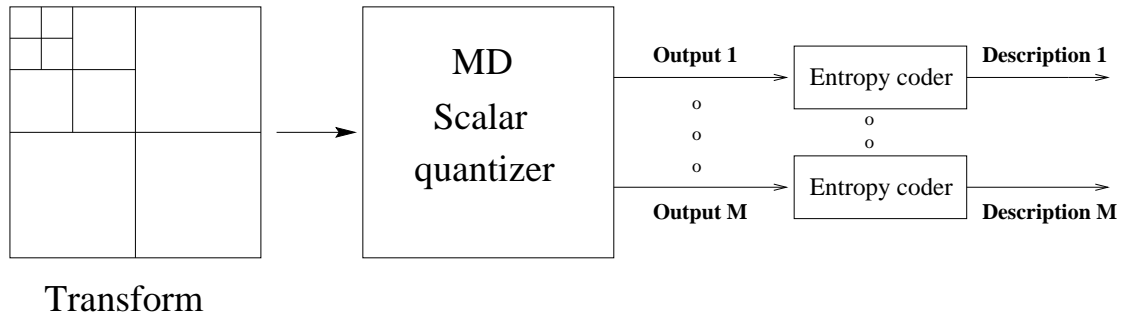 MD
Scalar
quantizer
Output 1
Entropy coder
Description 1
o
o
o
o
o
Output M
Entropy coder
Description M
Transform